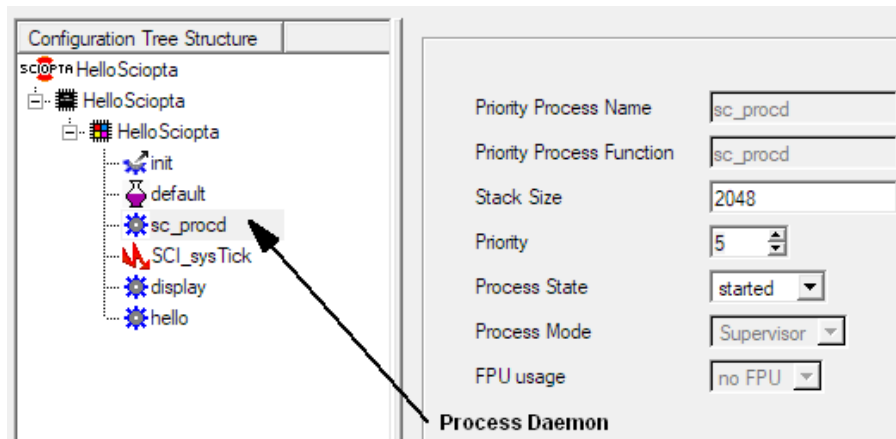 Configuration Tree Structure
SCIOPTA HelloSciopta
HelloSciopta
HelloSciopta
init
default
sc_procd
SCI_sysTick
display
hello
Priority Process Name sc_procd
Priority Process Function sc_procd
Stack Size 2048
Priority 5
Process State started
Process Mode Supervisor
FPU usage no FPU
Process Daemon